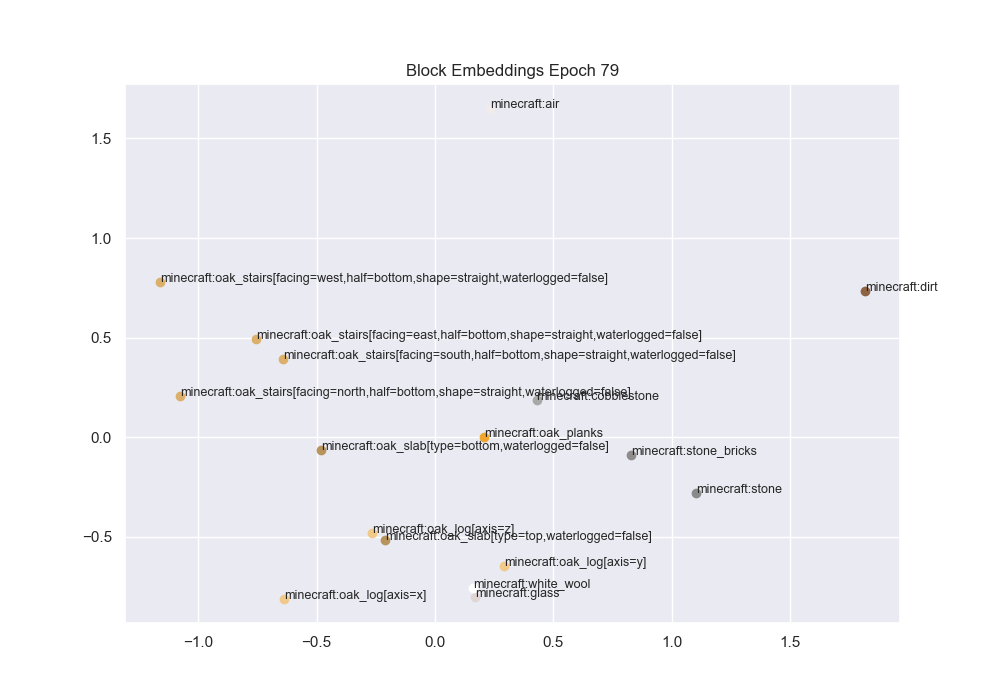 Block Embeddings Epoch 79
minecraft:air
1.5
1.0
minecraft:oak_stairs[facing=west,half=bottom,shape=straight,waterlogged=false]
minecraft:dirt
0.5
minecraft:oak_stairs[facing=east,half=bottom,shape=straight,waterlogged=false]
minecraft:oak_stairs[facing=south,half=bottom,shape=straight,waterlogged=false]
minecraft:oak_stairs[facing=north,half=bottom,shape=straight,waterlogged=false]
minecraft:cobblestone
0.0
minecraft:oak_planks
minecraft:oak_slab[type=bottom,waterlogged=false]
minecraft:stone_bricks
minecraft:stone
−0.5
minecraft:oak_log[axis=z]
minecraft:oak_slab[type=top,waterlogged=false]
minecraft:oak_log[axis=y]
minecraft:white_wool
minecraft:glass
minecraft:oak_log[axis=x]
−1.0 −0.5 0.0 0.5 1.0 1.5